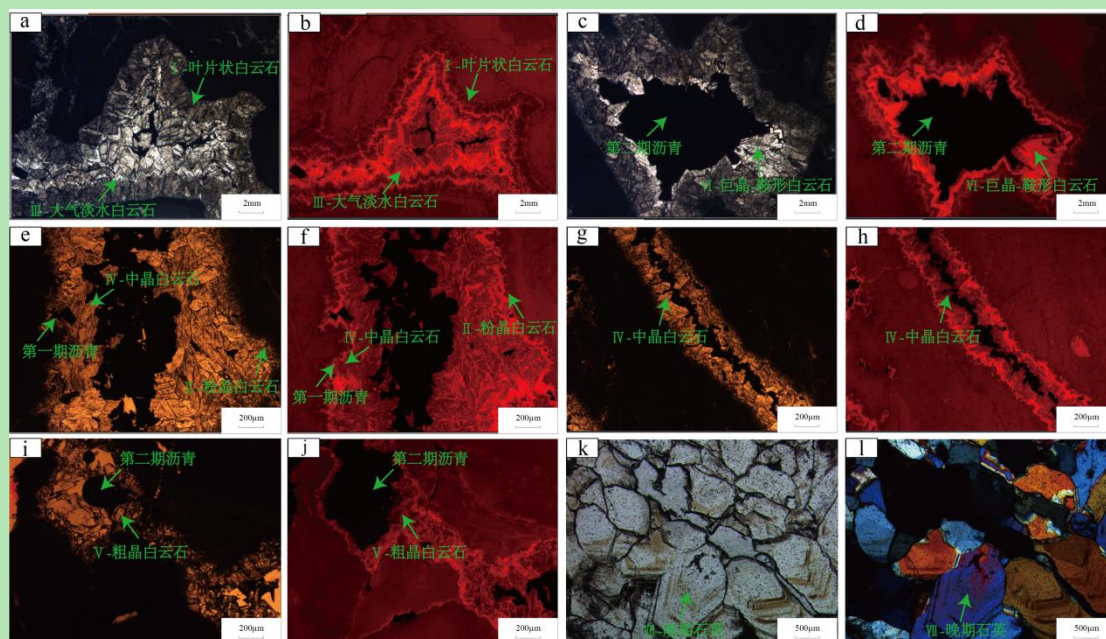 a
Ⅰ-叶片状白云石
Ⅲ-大气淡水白云石
2mm
b
Ⅰ-叶片状白云石
Ⅲ-大气淡水白云石
2mm
c
第二期沥青
Ⅵ-巨晶-鞍形白云石
2mm
d
第二期沥青
Ⅵ-巨晶-鞍形白云石
2mm
e
Ⅳ-中晶白云石
第一期沥青
Ⅱ-粉晶白云石
200μm
f
Ⅱ-粉晶白云石
Ⅳ-中晶白云石
第一期沥青
200μm
g
Ⅳ-中晶白云石
200μm
h
Ⅳ-中晶白云石
200μm
i
第二期沥青
Ⅴ-粗晶白云石
200μm
j
第二期沥青
Ⅴ-粗晶白云石
200μm
k
Ⅶ-晚期石英
500μm
l
Ⅶ-晚期石英
500μm